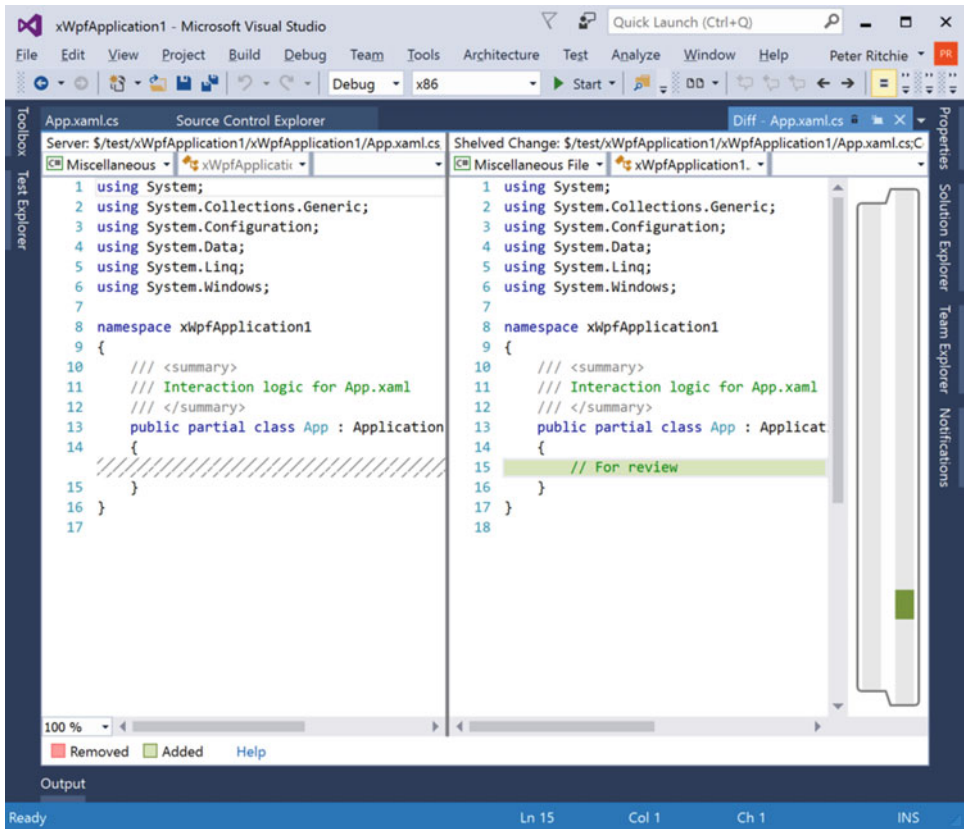 xWpfApplication1 - Microsoft Visual Studio
Quick Launch (Ctrl+Q)
File Edit View Project Build Debug Team Tools Architecture Test Analyze Window Help Peter Ritchie PR
Debug x86 Start
Toolbox
Test Explorer
App.xaml.cs Source Control Explorer Diff - App.xaml.cs
Server: $/test/xWpfApplication1/xWpfApplication1/App.xaml.cs
Miscellaneous xWpfApplicatic
1 using System;
2 using System.Collections.Generic;
3 using System.Configuration;
4 using System.Data;
5 using System.Linq;
6 using System.Windows;
7
8 namespace xWpfApplication1
9 {
10 /// <summary>
11 /// Interaction logic for App.xaml
12 /// </summary>
13 public partial class App : Application
14 {
15 }
16 }
17
100 %
Shelved Change: $/test/xWpfApplication1/xWpfApplication1/App.xaml.cs;C
Miscellaneous File xWpfApplication1.
1 using System;
2 using System.Collections.Generic;
3 using System.Configuration;
4 using System.Data;
5 using System.Linq;
6 using System.Windows;
7
8 namespace xWpfApplication1
9 {
10 /// <summary>
11 /// Interaction logic for App.xaml
12 /// </summary>
13 public partial class App : Applicat
14 {
15 // For review
16 }
17 }
18
Properties
Solution Explorer
Team Explorer
Notifications
Removed Added Help
Output
Ready Ln 15 Col 1 Ch 1 INS